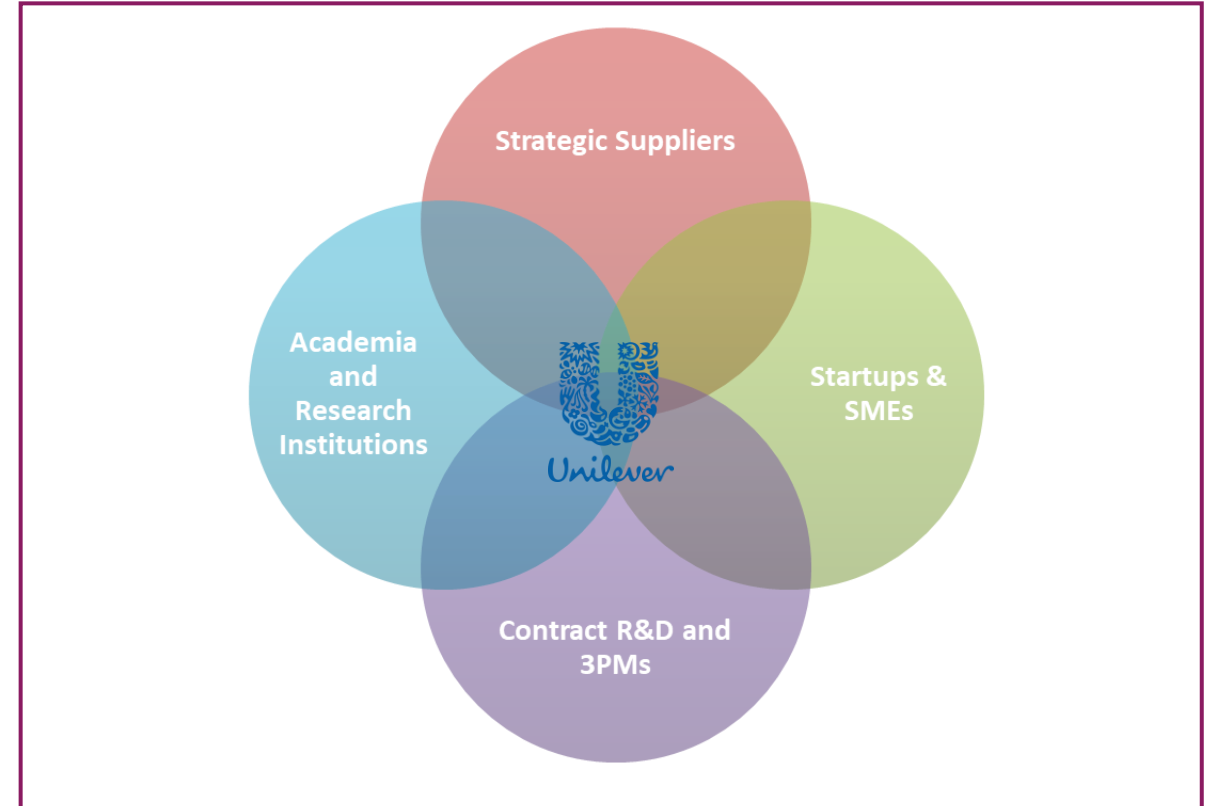 Strategic Suppliers
Academia
and
Research
Institutions
Startups &
SMEs
Unilever
Contract R&D and
3PMs